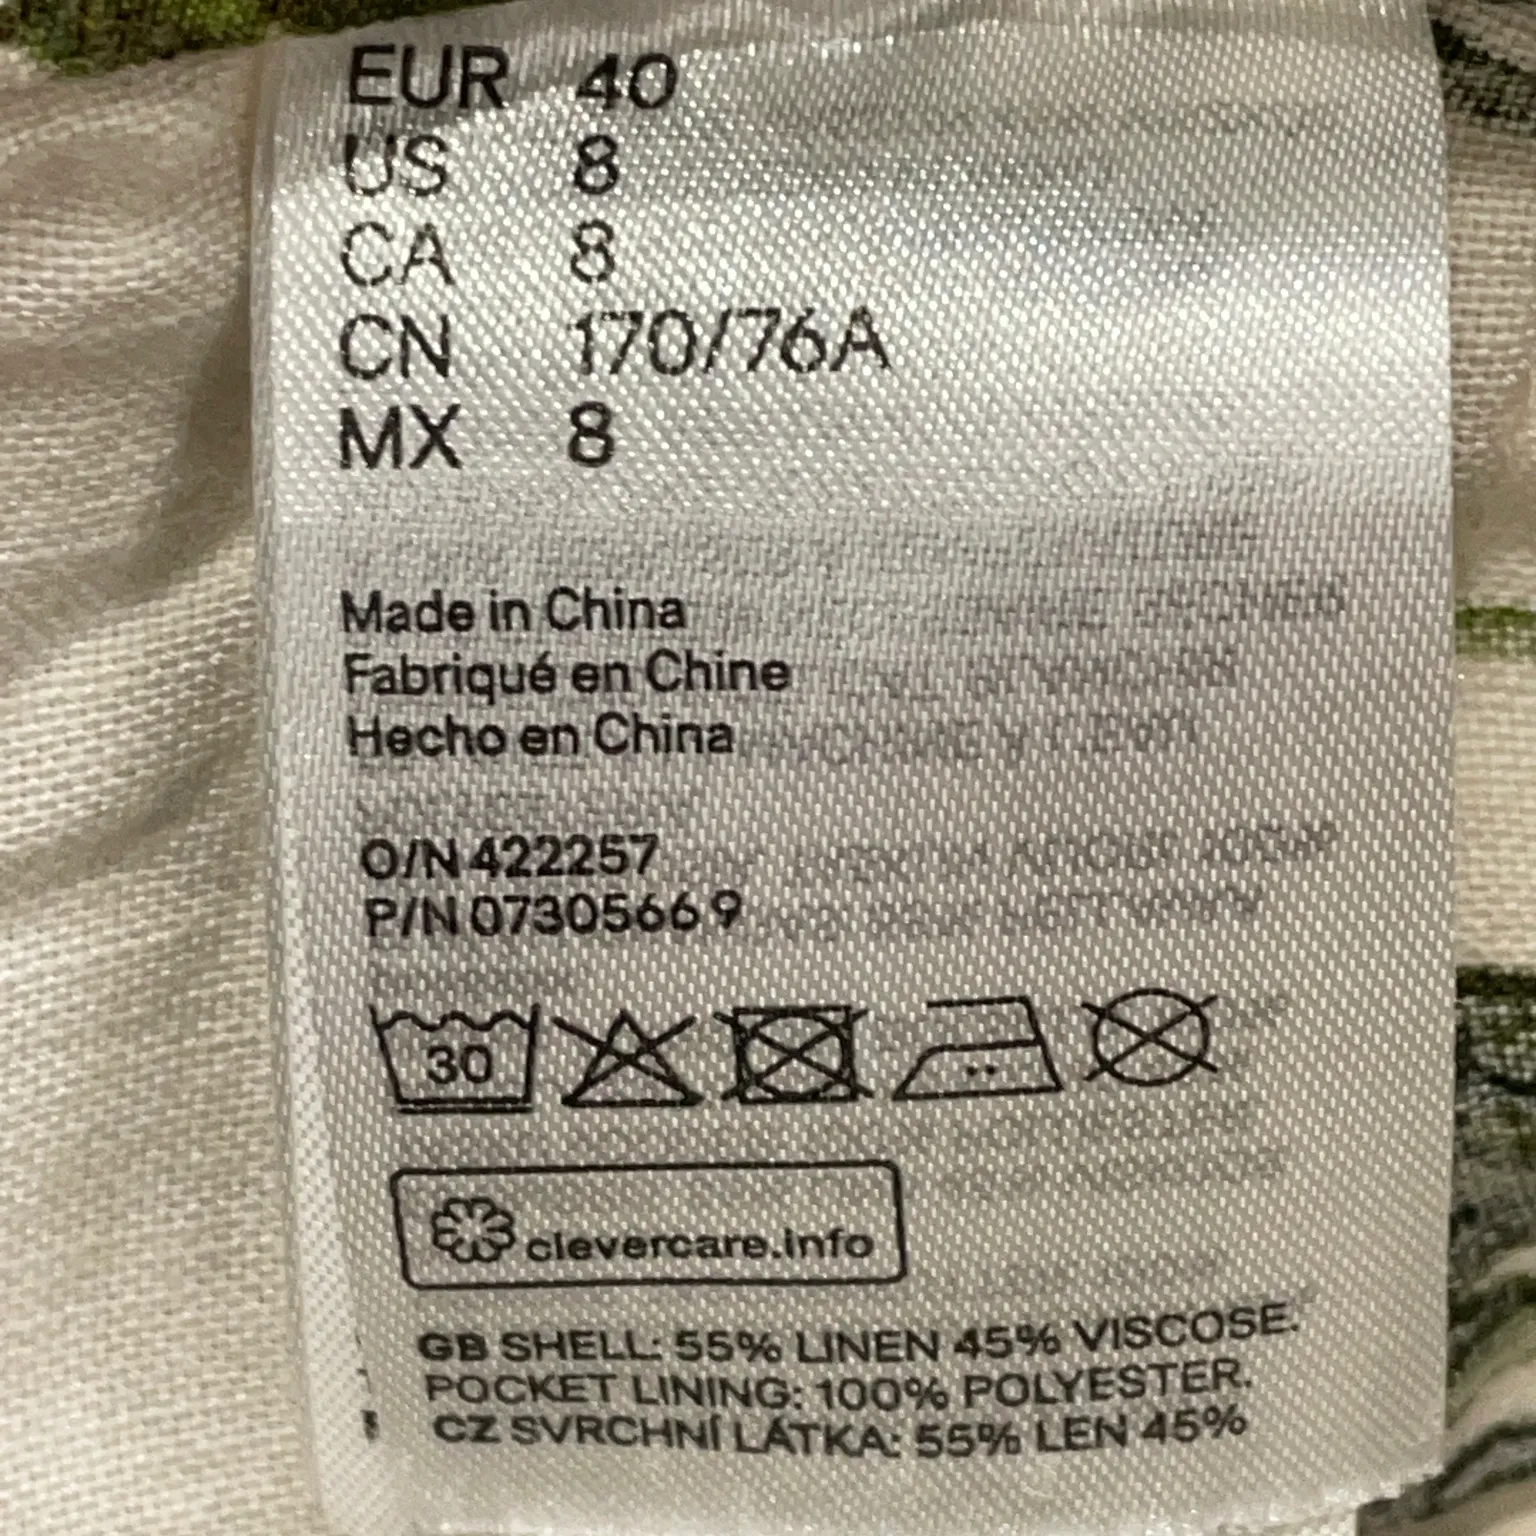 EUR 40
US 8
CA 8
CN 170/76A
MX 8
Made in China
Fabriqué en Chine
Hecho en China
O/N 422257
P/N 07305669
30
clevercare.info
GB SHELL: 55% LINEN 45% VISCOSE.
POCKET LINING: 100% POLYESTER.
CZ SVRCHNÍ LÁTKA: 55% LEN 45%